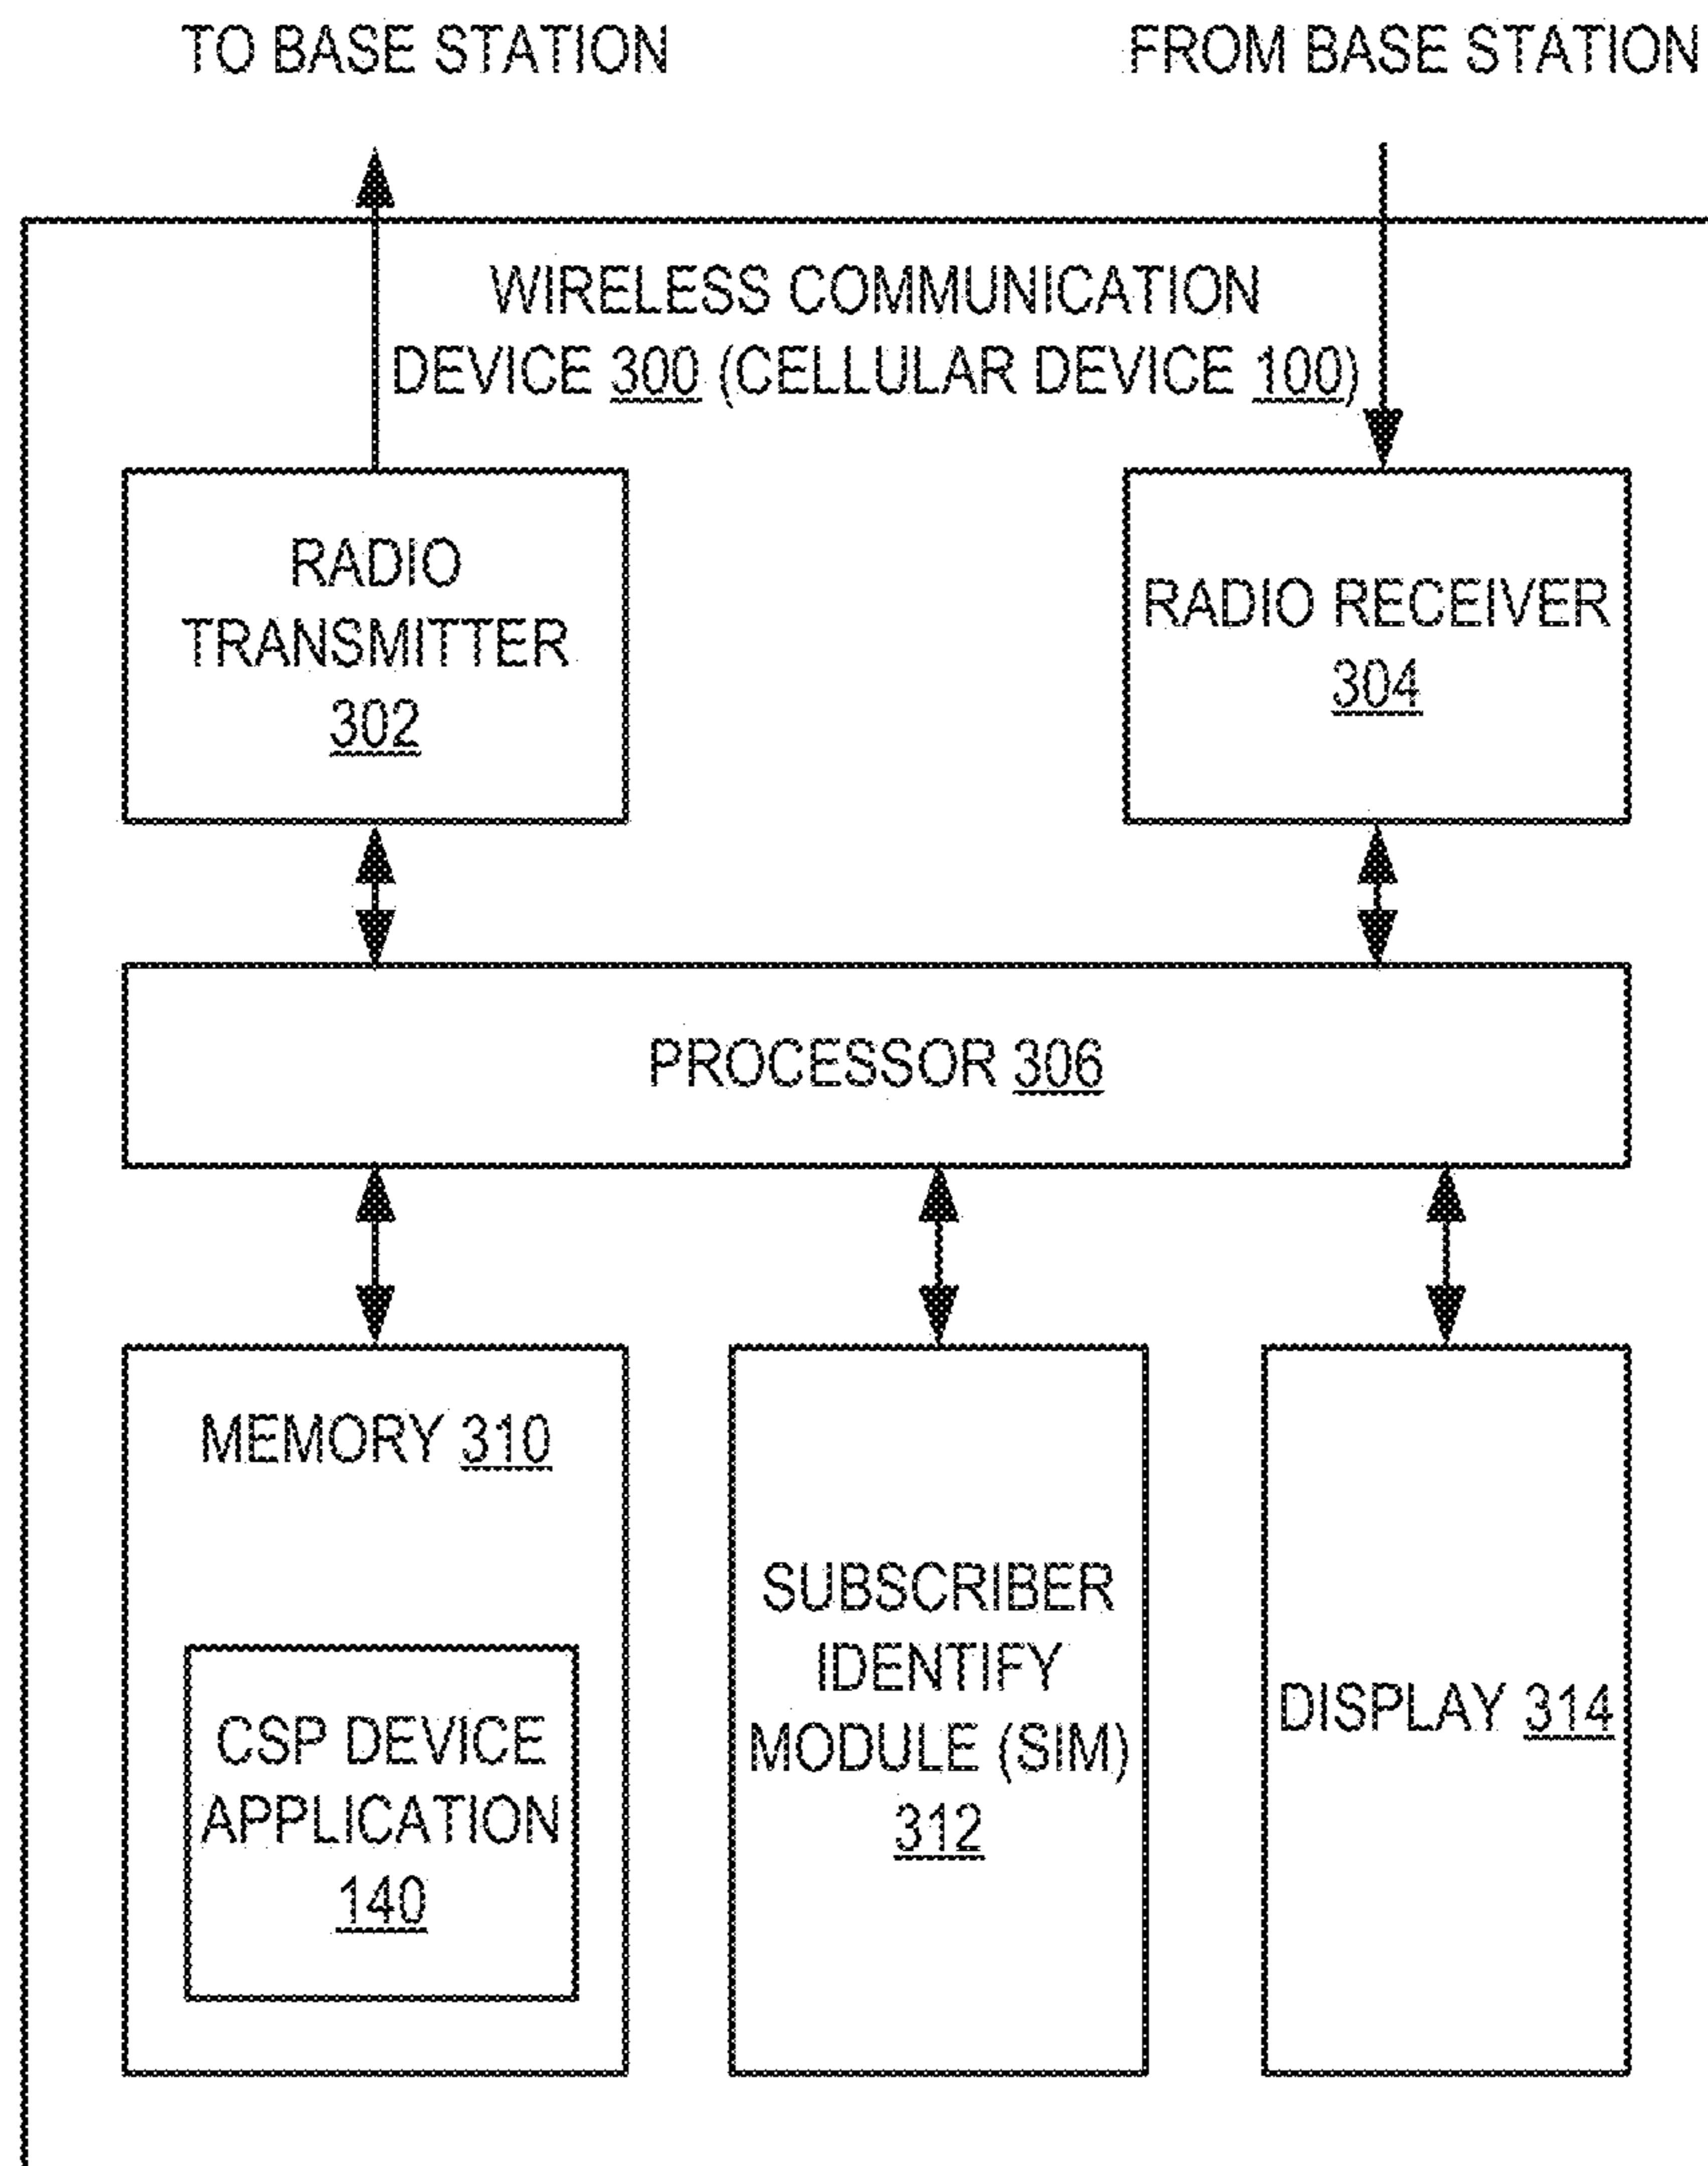 TO BASE STATION
FROM BASE STATION
WIRELESS COMMUNICATION
DEVICE 300 (CELLULAR DEVICE 100)
RADIO
TRANSMITTER
302
RADIO RECEIVER
304
PROCESSOR 306
MEMORY 310
CSP DEVICE
APPLICATION
140
SUBSCRIBER
IDENTIFY
MODULE (SIM)
312
DISPLAY 314